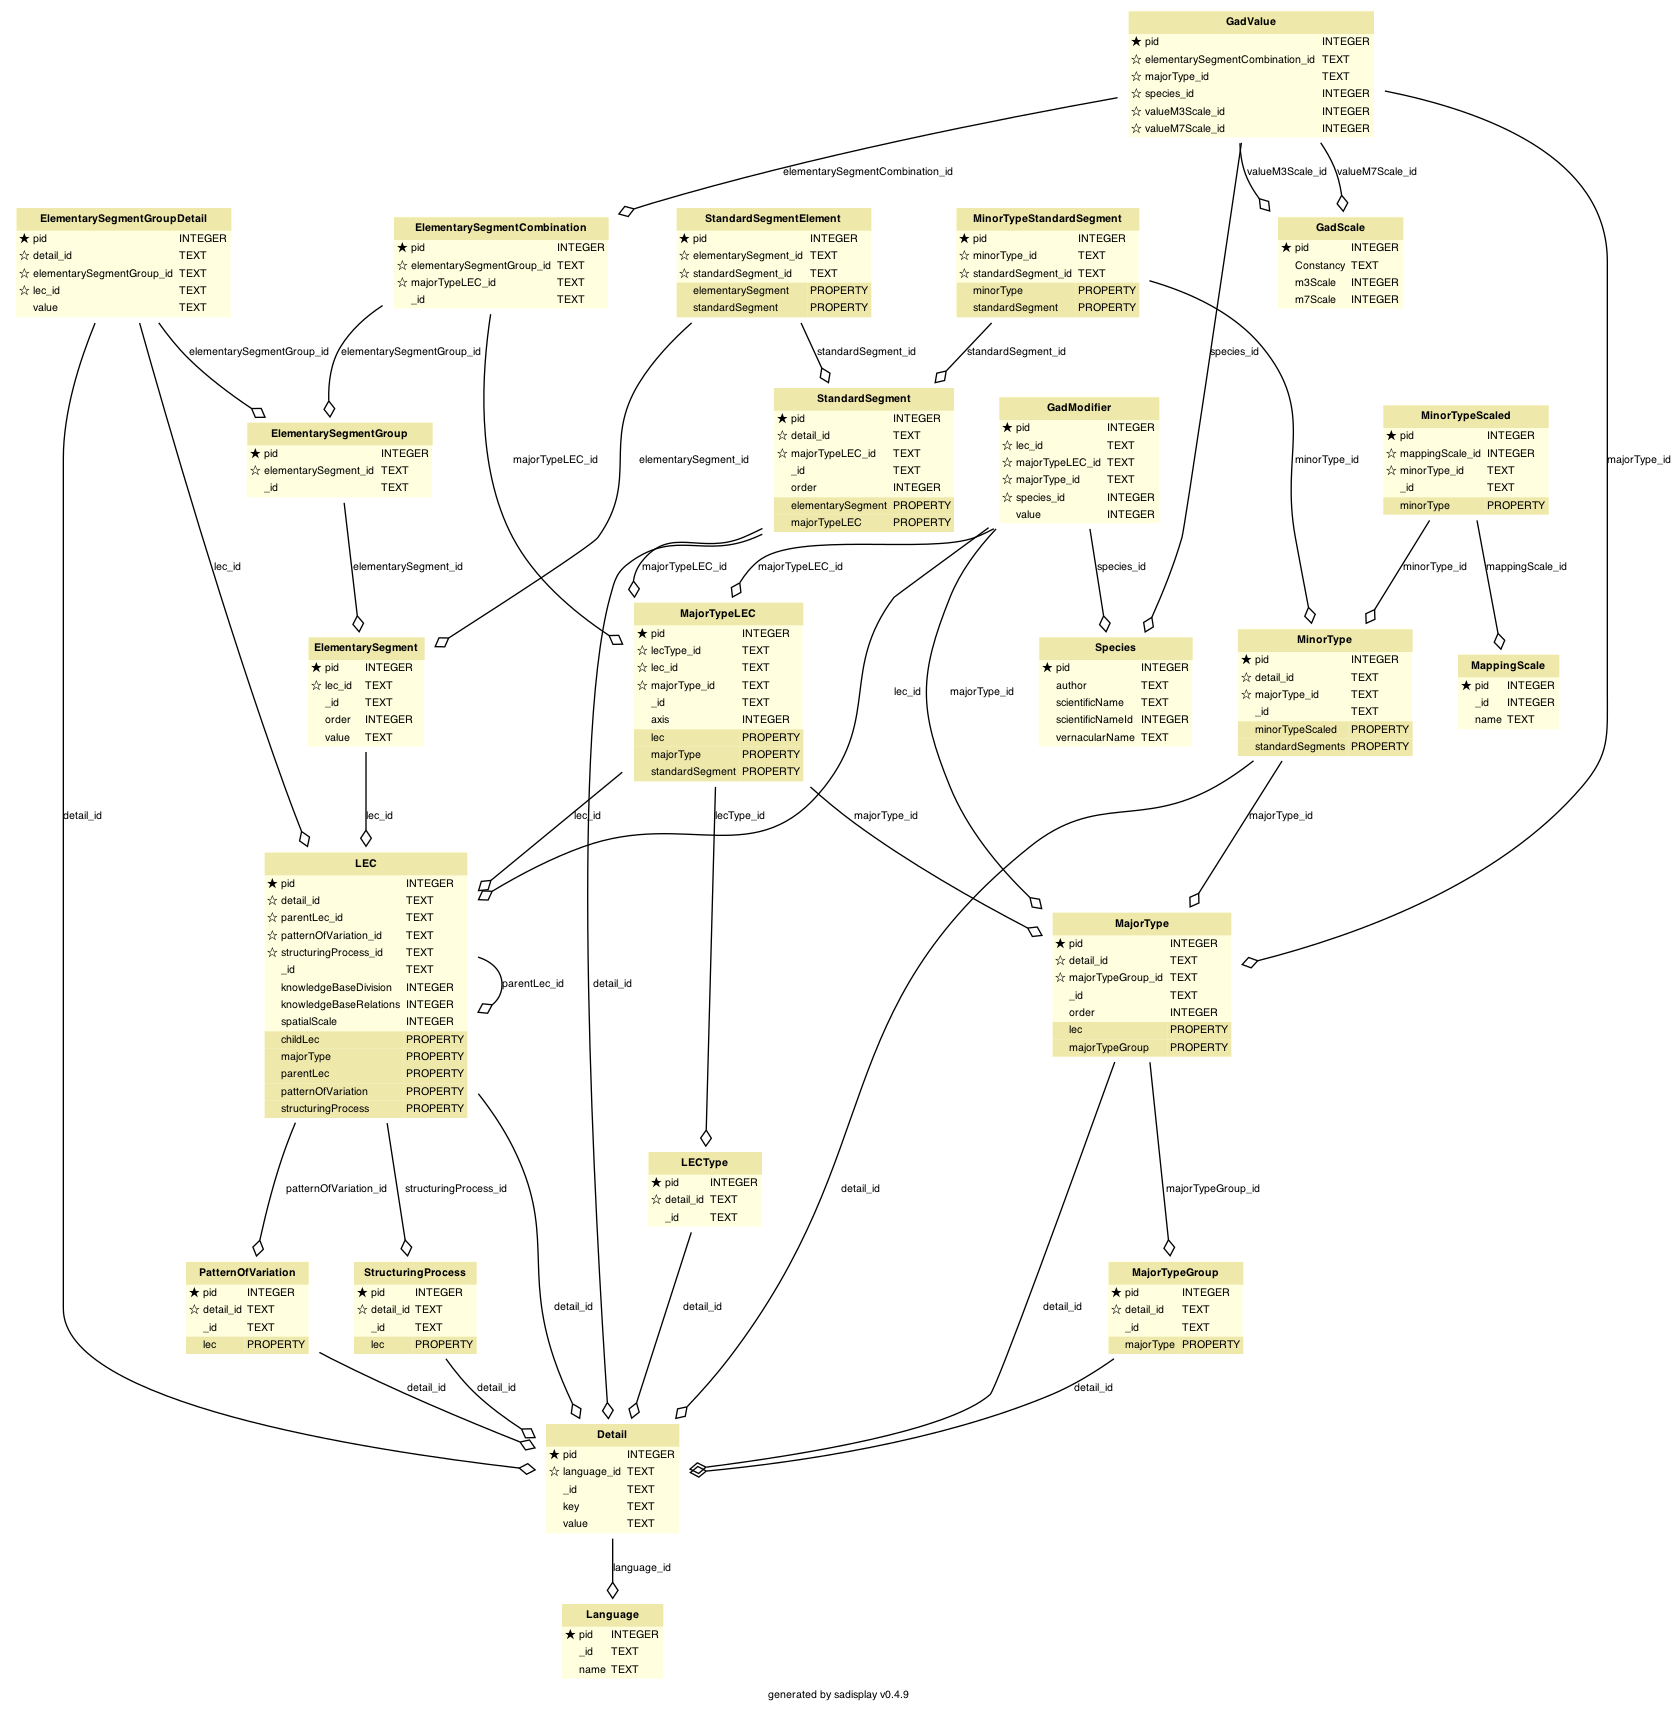 GadValue
★ pid INTEGER
☆ elementarySegmentCombination_id TEXT
☆ majorType_id TEXT
☆ species_id INTEGER
☆ valueM3Scale_id INTEGER
☆ valueM7Scale_id INTEGER
elementarySegmentCombination_id
valueM3Scale_id
valueM7Scale_id
ElementarySegmentGroupDetail
★ pid INTEGER
☆ detail_id TEXT
☆ elementarySegmentGroup_id TEXT
☆ lec_id TEXT
value TEXT
ElementarySegmentCombination
★ pid INTEGER
☆ elementarySegmentGroup_id TEXT
☆ majorTypeLEC_id TEXT
_id TEXT
StandardSegmentElement
★ pid INTEGER
☆ elementarySegment_id TEXT
☆ standardSegment_id TEXT
elementarySegment PROPERTY
standardSegment PROPERTY
MinorTypeStandardSegment
★ pid INTEGER
☆ minorType_id TEXT
☆ standardSegment_id TEXT
minorType PROPERTY
standardSegment PROPERTY
GadScale
★ pid INTEGER
Constancy TEXT
m3Scale INTEGER
m7Scale INTEGER
elementarySegmentGroup_id
elementarySegmentGroup_id
standardSegment_id
standardSegment_id
species_id
ElementarySegmentGroup
★ pid INTEGER
☆ elementarySegment_id TEXT
_id TEXT
majorTypeLEC_id
elementarySegment_id
StandardSegment
★ pid INTEGER
☆ detail_id TEXT
☆ majorTypeLEC_id TEXT
_id TEXT
order INTEGER
elementarySegment PROPERTY
majorTypeLEC PROPERTY
GadModifier
★ pid INTEGER
☆ lec_id TEXT
☆ majorTypeLEC_id TEXT
☆ majorType_id TEXT
☆ species_id INTEGER
value INTEGER
minorType_id
MinorTypeScaled
★ pid INTEGER
☆ mappingScale_id INTEGER
☆ minorType_id TEXT
_id TEXT
minorType PROPERTY
majorType_id
lec_id
elementarySegment_id
majorTypeLEC_id
majorTypeLEC_id
species_id
minorType_id
mappingScale_id
ElementarySegment
★ pid INTEGER
☆ lec_id TEXT
_id TEXT
order INTEGER
value TEXT
MajorTypeLEC
★ pid INTEGER
☆ lecType_id TEXT
☆ lec_id TEXT
☆ majorType_id TEXT
_id TEXT
axis INTEGER
lec PROPERTY
majorType PROPERTY
standardSegment PROPERTY
lec_id
majorType_id
Species
★ pid INTEGER
author TEXT
scientificName TEXT
scientificNameId INTEGER
vernacularName TEXT
MinorType
★ pid INTEGER
☆ detail_id TEXT
☆ majorType_id TEXT
_id TEXT
minorTypeScaled PROPERTY
standardSegments PROPERTY
MappingScale
★ pid INTEGER
_id INTEGER
name TEXT
detail_id
lec_id
lec_id
lecType_id
majorType_id
majorType_id
LEC
★ pid INTEGER
☆ detail_id TEXT
☆ parentLec_id TEXT
☆ patternOfVariation_id TEXT
☆ structuringProcess_id TEXT
_id TEXT
knowledgeBaseDivision INTEGER
knowledgeBaseRelations INTEGER
spatialScale INTEGER
childLec PROPERTY
majorType PROPERTY
parentLec PROPERTY
patternOfVariation PROPERTY
structuringProcess PROPERTY
parentLec_id
detail_id
MajorType
★ pid INTEGER
☆ detail_id TEXT
☆ majorTypeGroup_id TEXT
_id TEXT
order INTEGER
lec PROPERTY
majorTypeGroup PROPERTY
patternOfVariation_id
structuringProcess_id
LECType
★ pid INTEGER
☆ detail_id TEXT
_id TEXT
detail_id
majorTypeGroup_id
PatternOfVariation
★ pid INTEGER
☆ detail_id TEXT
_id TEXT
lec PROPERTY
StructuringProcess
★ pid INTEGER
☆ detail_id TEXT
_id TEXT
lec PROPERTY
detail_id
detail_id
detail_id
MajorTypeGroup
★ pid INTEGER
☆ detail_id TEXT
_id TEXT
majorType PROPERTY
detail_id
detail_id
detail_id
Detail
★ pid INTEGER
☆ language_id TEXT
_id TEXT
key TEXT
value TEXT
language_id
Language
★ pid INTEGER
_id TEXT
name TEXT
generated by sadisplay v0.4.9